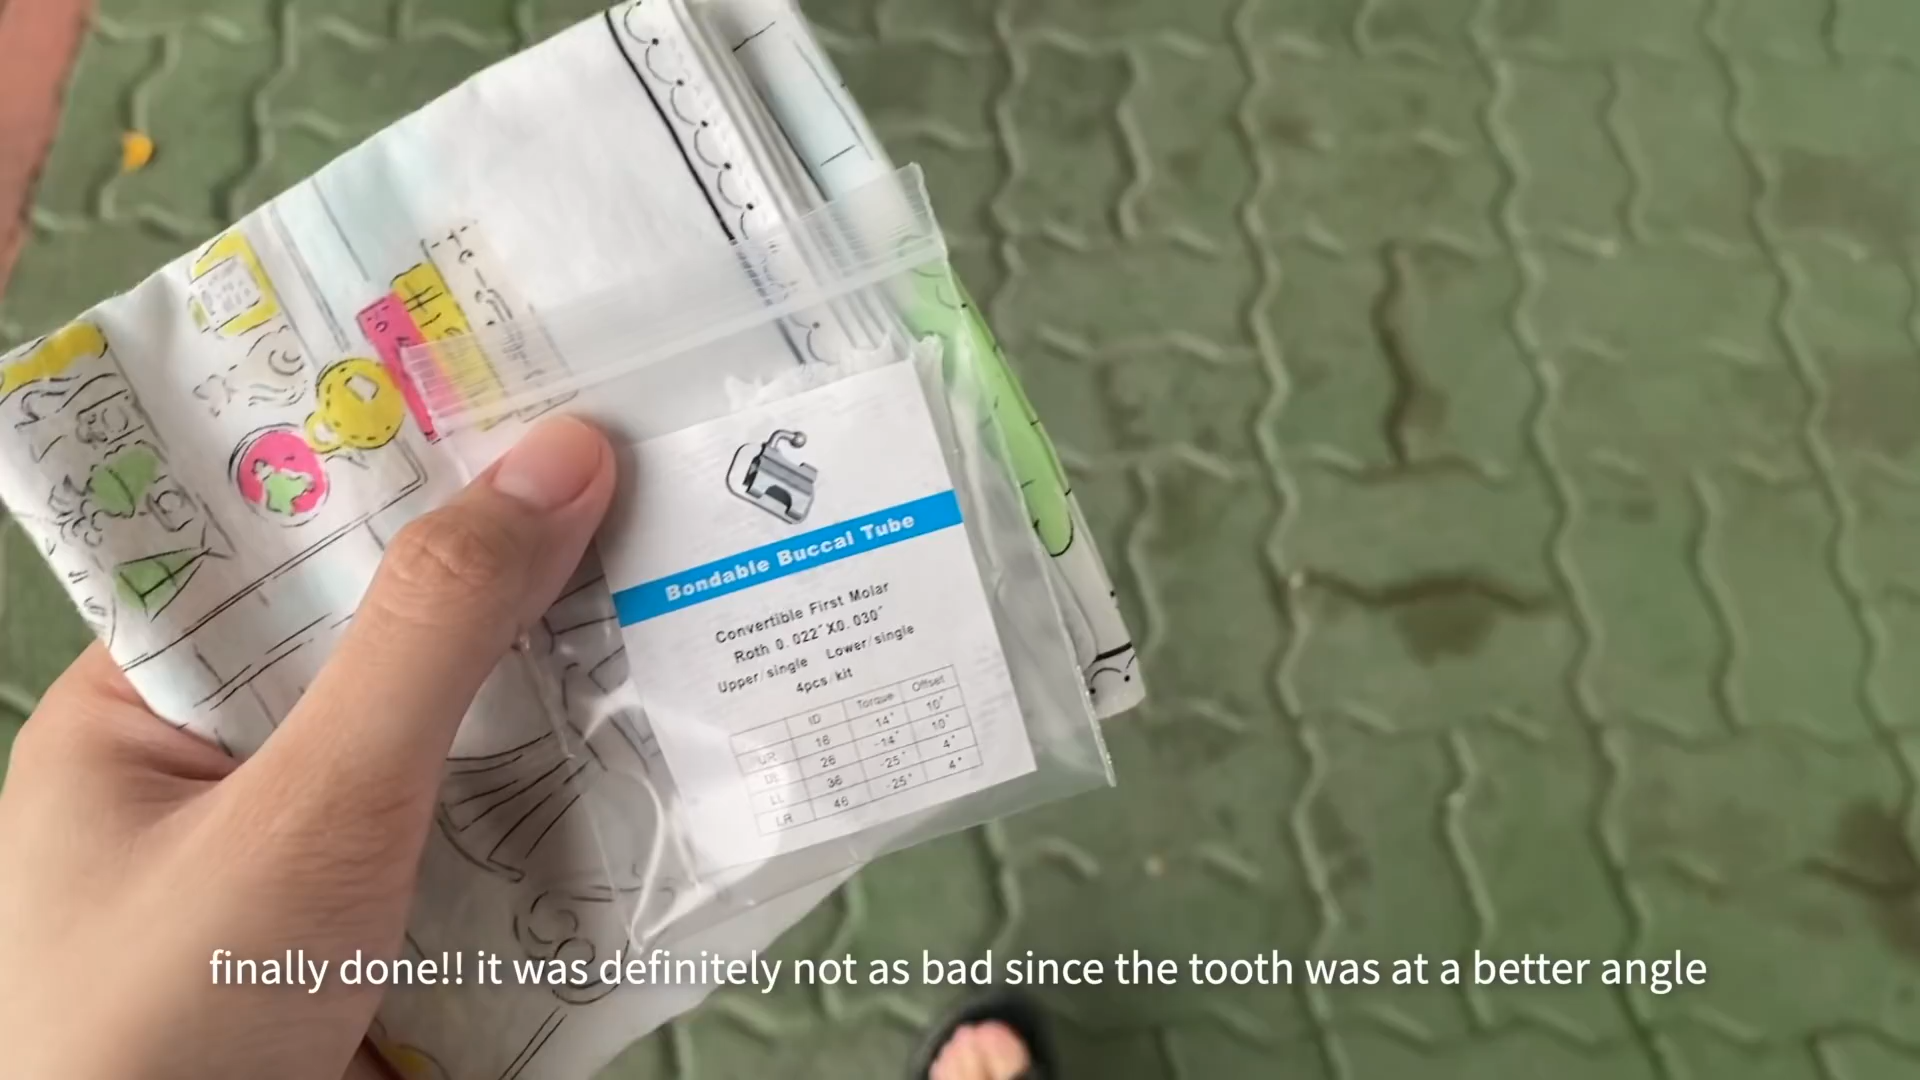 Bondable Buccal Tube
Convertible First Molar
Roth 0.022"X0.030"
Upper/single Lower/single
4pcs/kit
ID Torque Offset
UR 16 14° 10°
26 -14° 10°
LL 36 -25° 4°
LR 46 -25° 4°
finally done!! it was definitely not as bad since the tooth was at a better angle